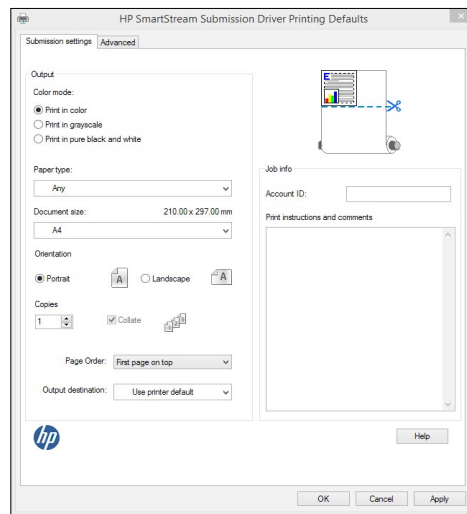 HP SmartStream Submission Driver Printing Defaults
Submission settings
Advanced
Output
Color mode:
Print in color
Print in grayscale
Print in pure black and white
Paper type:
Any
Document size: 210.00 x 297.00 mm
A4
Orientation
Portrait
A
Landscape
A
Copies
1
Collate
Page Order: First page on top
Output destination: Use printer default
hp
E
Job info
Account ID:
Print instructions and comments
Help
OK
Cancel
Apply